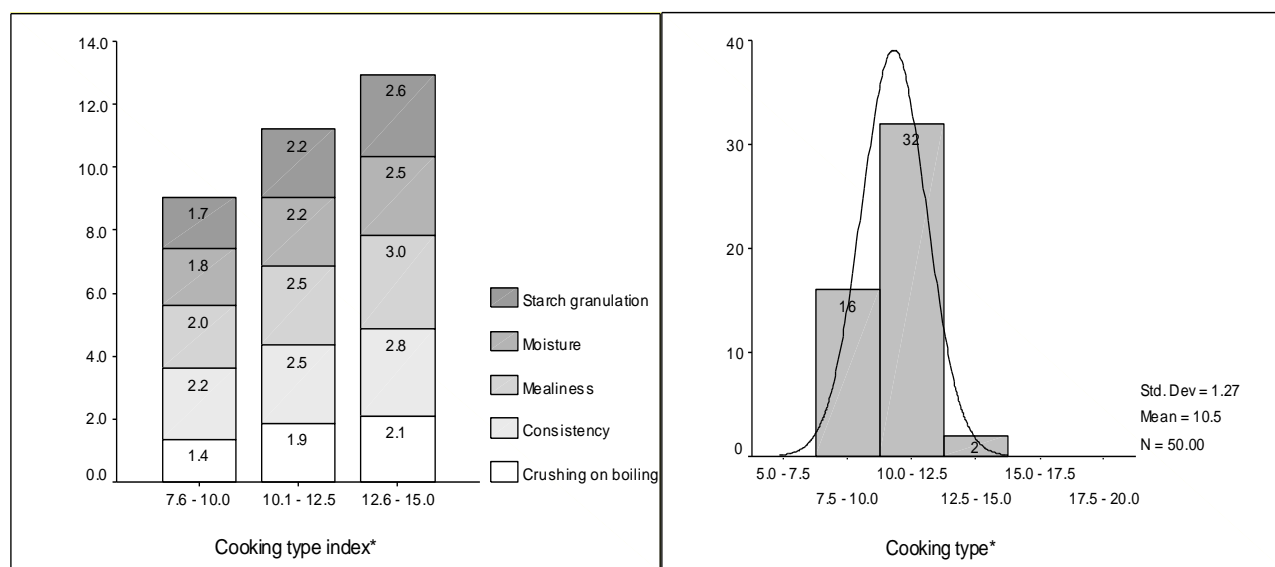 14.0
12.0
10.0
8.0
6.0
4.0
2.0
0.0
1.7
1.8
2.0
2.2
1.4
2.2
2.2
2.5
2.5
1.9
2.6
2.5
3.0
2.8
2.1
Starch granulation
Moisture
Mealiness
Consistency
Crushing on boiling
7.6 - 10.0 10.1 - 12.5 12.6 - 15.0
Cooking type index*
40
30
20
10
0
16
32
2
Std. Dev = 1.27
Mean = 10.5
N = 50.00
5.0 - 7.5 10.0 - 12.5 15.0 - 17.5
7.5 - 10.0 12.5 - 15.0 17.5 - 20.0
Cooking type*